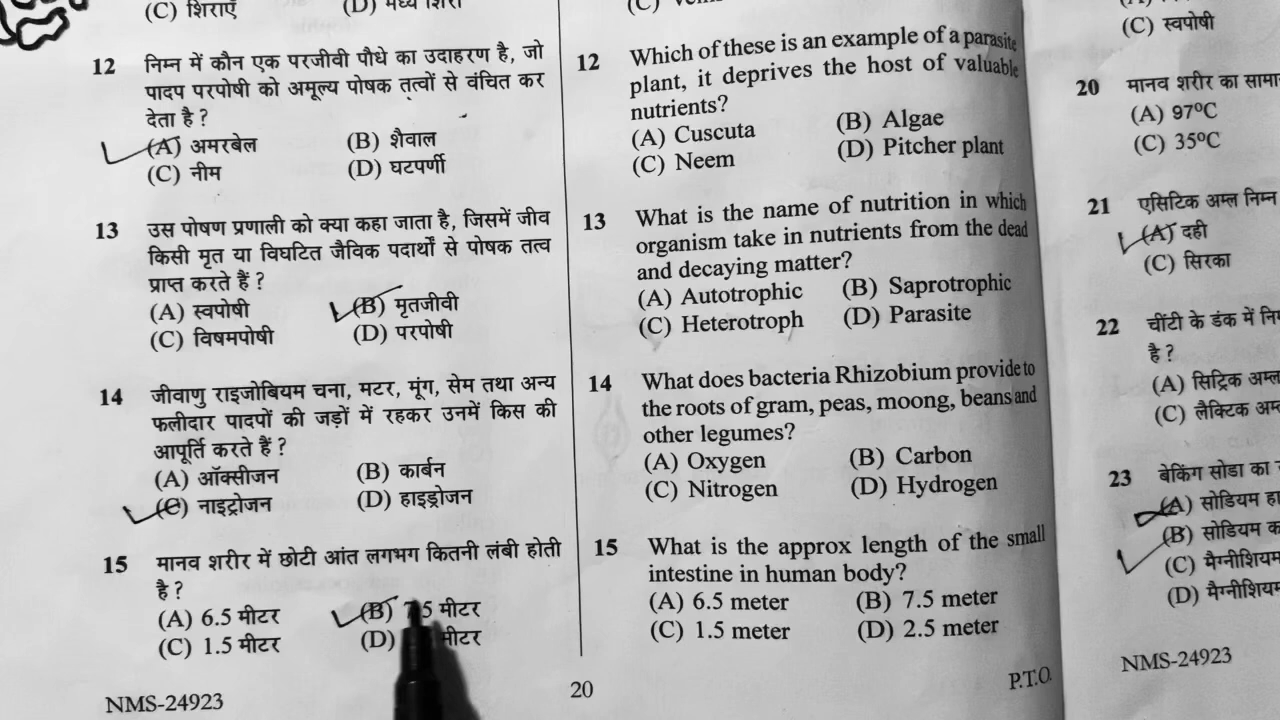 (C) शिराएँ (D) मध्य शिरा
12 निम्न में कौन एक परजीवी पौधे का उदाहरण है, जो
पादप परपोषी को अमूल्य पोषक तत्वों से वंचित कर
देता है ?
(A) अमरबेल (B) शैवाल
(C) नीम (D) घटपर्णी
13 उस पोषण प्रणाली को क्या कहा जाता है, जिसमें जीव
किसी मृत या विघटित जैविक पदार्थों से पोषक तत्व
प्राप्त करते हैं ?
(A) स्वपोषी (B) मृतजीवी
(C) विषमपोषी (D) परपोषी
14 जीवाणु राइजोबियम चना, मटर, मूंग, सेम तथा अन्य
फलीदार पादपों की जड़ों में रहकर उनमें किस की
आपूर्ति करते हैं ?
(A) ऑक्सीजन (B) कार्बन
(C) नाइट्रोजन (D) हाइड्रोजन
15 मानव शरीर में छोटी आंत लगभग कितनी लंबी होती
है ?
(A) 6.5 मीटर (B) 7.5 मीटर
(C) 1.5 मीटर (D) मीटर
NMS-24923
(C)
12 Which of these is an example of a parasite
plant, it deprives the host of valuable
nutrients?
(A) Cuscuta (B) Algae
(C) Neem (D) Pitcher plant
13 What is the name of nutrition in which
organism take in nutrients from the dead
and decaying matter?
(A) Autotrophic (B) Saprotrophic
(C) Heterotroph (D) Parasite
14 What does bacteria Rhizobium provide to
the roots of gram, peas, moong, beans and
other legumes?
(A) Oxygen (B) Carbon
(C) Nitrogen (D) Hydrogen
15 What is the approx length of the small
intestine in human body?
(A) 6.5 meter (B) 7.5 meter
(C) 1.5 meter (D) 2.5 meter
20
P.T.O.
(C) स्वपोषी
20 मानव शरीर का
(A) 97°C
(C) 35°C
21 एसिटिक अम्ल निम्न
(A) दही
(C) सिरका
22 चींटी के डंक में
है ?
(A) सिट्रिक
(C) लैक्टिक
23 बेकिंग सोडा का
(A) सोडियम
(B) सोडियम
(C) मैग्नीशियम
(D) मैग्नीशियम
NMS-24923